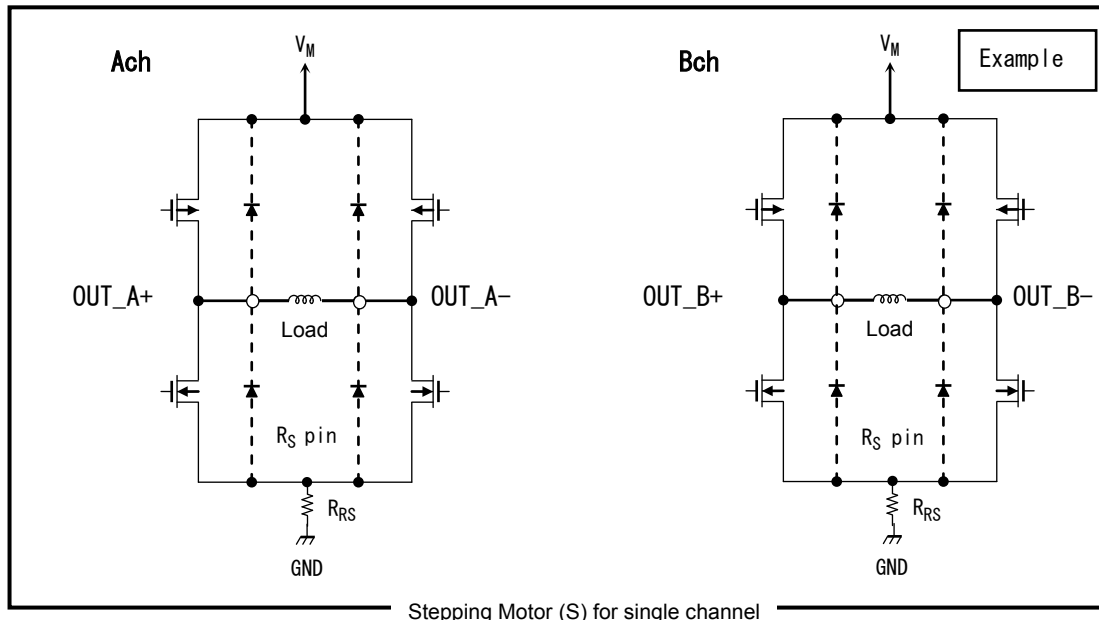 Ach
V_M
Bch
V_M
Example
OUT_A+
OUT_A-
Load
OUT_B+
OUT_B-
Load
R_S pin
R_RS
GND
R_S pin
R_RS
GND
Stepping Motor (S) for single channel